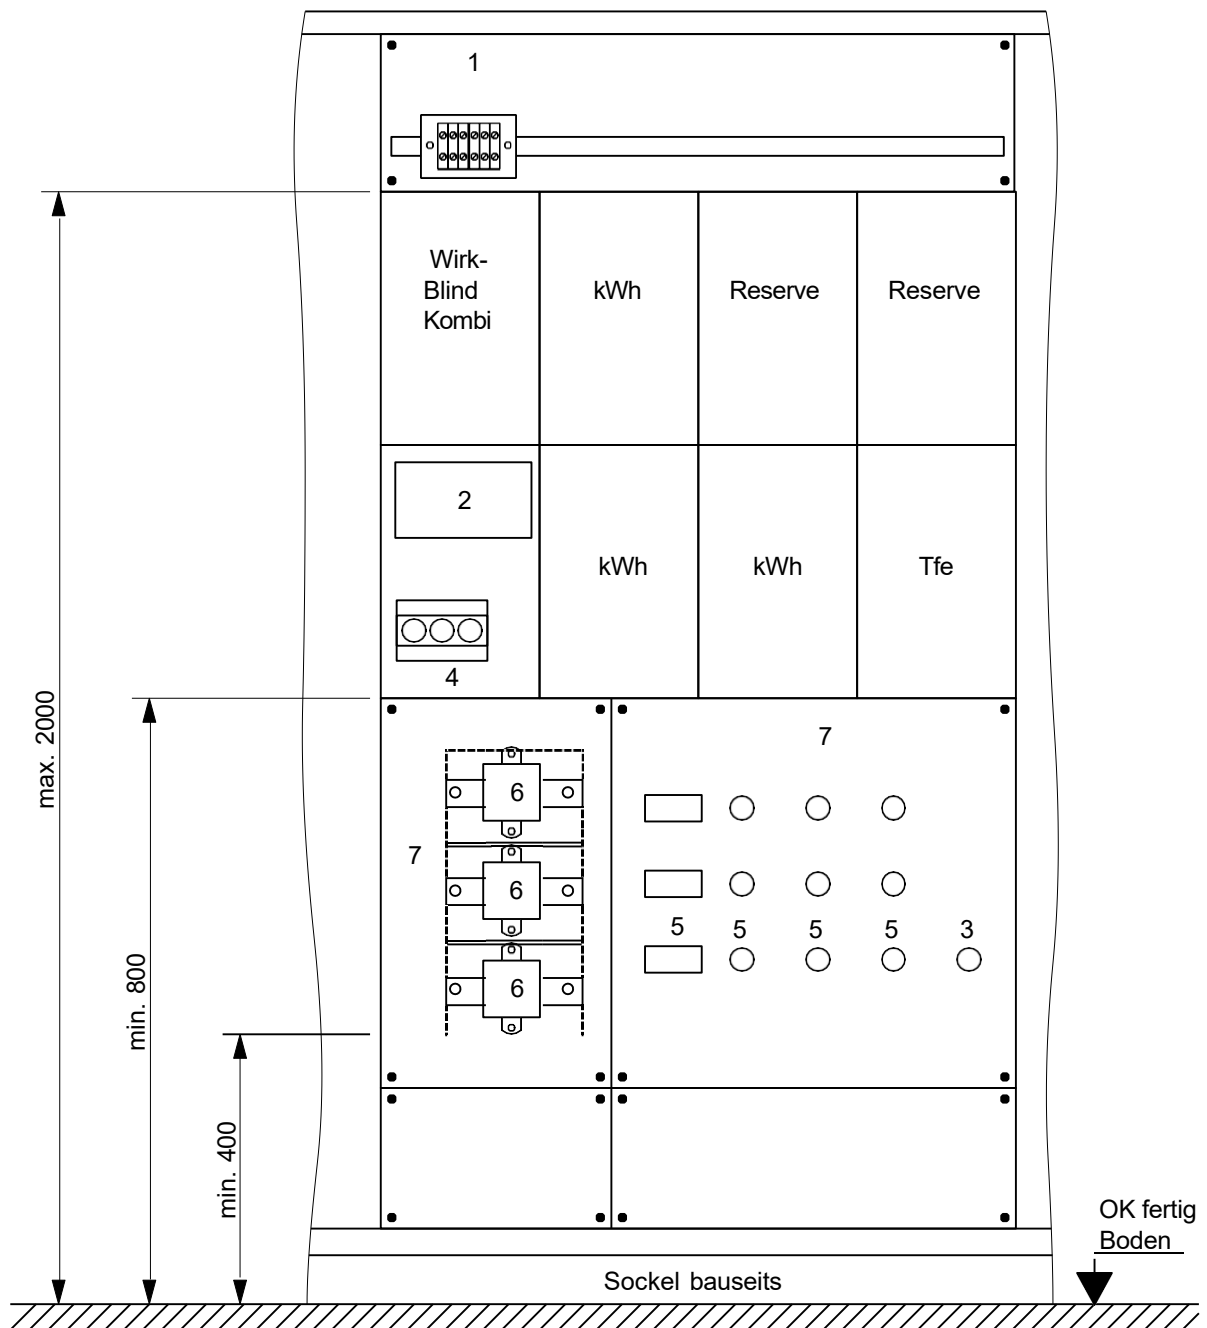 1
Wirk-
Blind
Kombi
kWh
Reserve
Reserve
2
kWh
kWh
Tfe
4
max. 2000
min. 800
min. 400
7
6
6
6
7
5
5
5
5
3
OK fertig
Boden
Sockel bauseits